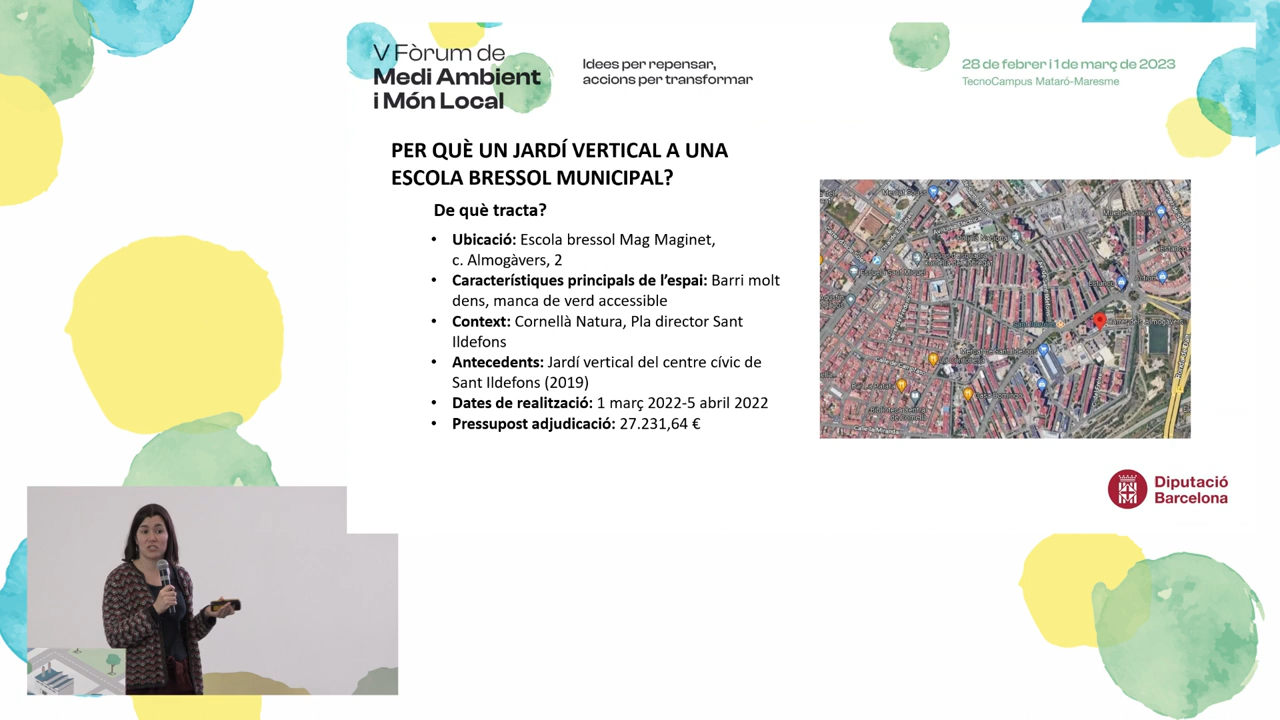 V Fòrum de
Medi Ambient
i Món Local
Idees per repensar,
accions per transformar
28 de febrer i 1 de març de 2023
TecnoCampus Mataró-Maresme
PER QUÈ UN JARDÍ VERTICAL A UNA
ESCOLA BRESSOL MUNICIPAL?
De què tracta?
• Ubicació: Escola bressol Mag Maginet,
c. Almogàvers, 2
• Característiques principals de l’espai: Barri molt
dens, manca de verd accessible
• Context: Cornellà Natura, Pla director Sant
Ildefons
• Antecedents: Jardí vertical del centre cívic de
Sant Ildefons (2019)
• Dates de realització: 1 març 2022-5 abril 2022
• Pressupost adjudicació: 27.231,64 €
Calle la Miranda
Diputació
Barcelona